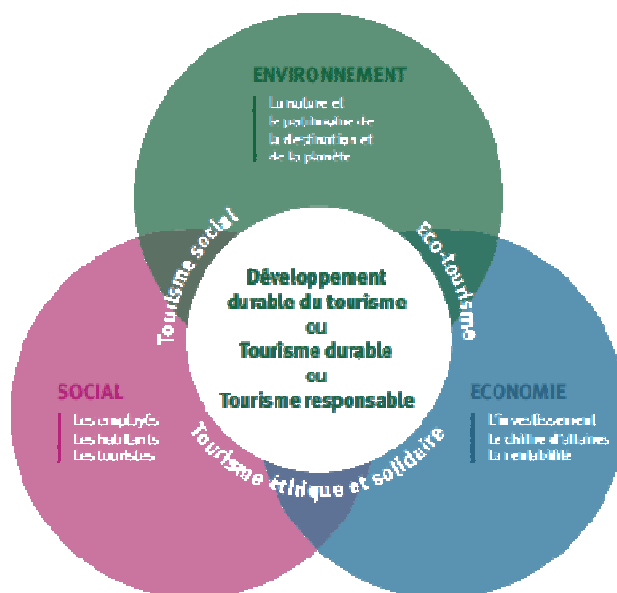 ENVIRONNEMENT
La nature et
le patrimoine de
la destination et
de la planète
Tourisme social
Eco-tourisme
Développement
durable du tourisme
ou
Tourisme durable
ou
Tourisme responsable
SOCIAL
Les employés
Les habitants
Les touristes
ECONOMIE
L'investissement
Le chiffre d'affaires
La rentabilité
Tourisme éthique et solidaire